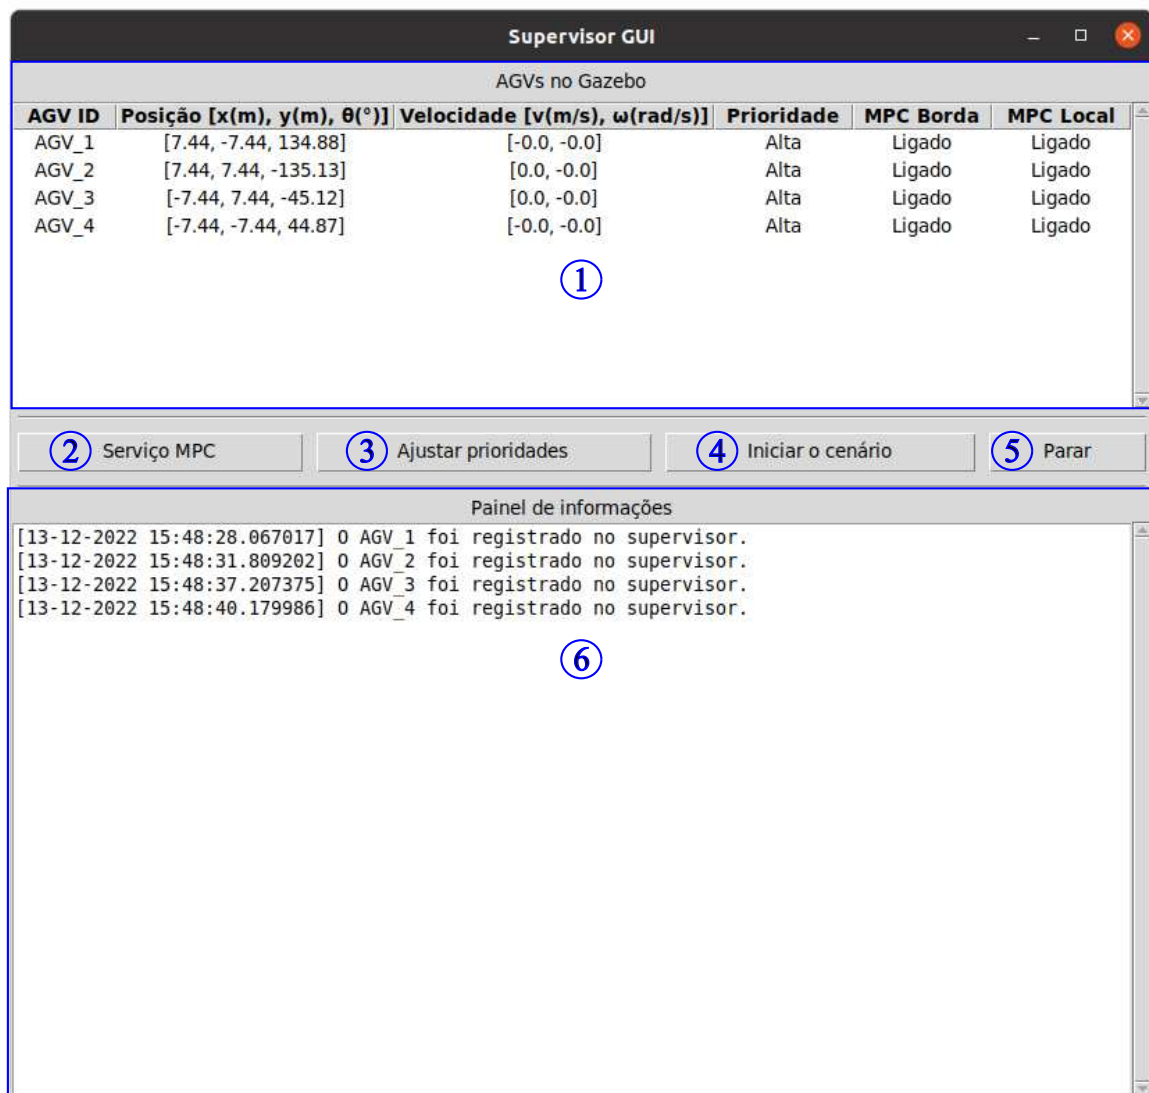 Supervisor GUI
AGVs no Gazebo
AGV ID Posição [x(m), y(m), θ(°)] Velocidade [v(m/s), ω(rad/s)] Prioridade MPC Borda MPC Local
AGV_1 [7.44, -7.44, 134.88] [-0.0, -0.0] Alta Ligado Ligado
AGV_2 [7.44, 7.44, -135.13] [0.0, -0.0] Alta Ligado Ligado
AGV_3 [-7.44, 7.44, -45.12] [0.0, -0.0] Alta Ligado Ligado
AGV_4 [-7.44, -7.44, 44.87] [-0.0, -0.0] Alta Ligado Ligado
①
② Serviço MPC ③ Ajustar prioridades ④ Iniciar o cenário ⑤ Parar
Painel de informações
[13-12-2022 15:48:28.067017] O AGV_1 foi registrado no supervisor.
[13-12-2022 15:48:31.809202] O AGV_2 foi registrado no supervisor.
[13-12-2022 15:48:37.207375] O AGV_3 foi registrado no supervisor.
[13-12-2022 15:48:40.179986] O AGV_4 foi registrado no supervisor.
⑥